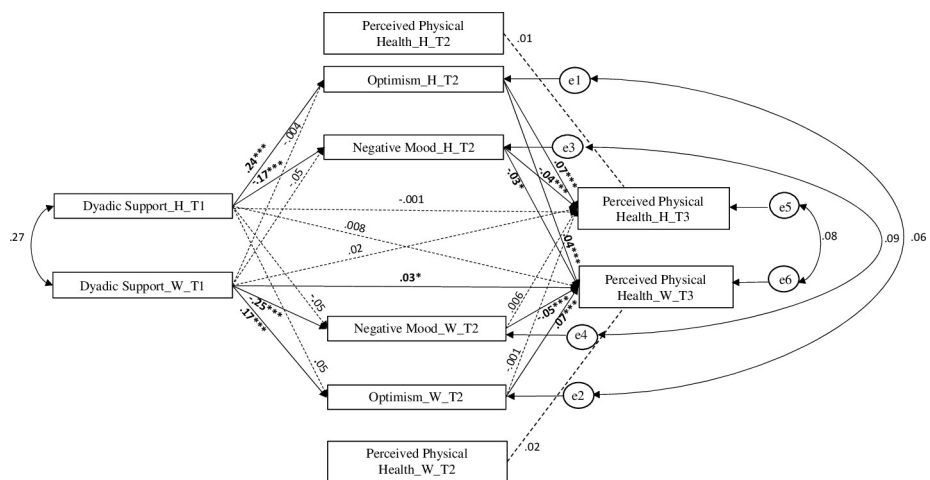 Perceived Physical
Health_H_T2
.01
Optimism_H_T2
e1
-.004
.24***
Negative Mood_H_T2
e3
-.17***
-.05
.07***
-.04***
-.03*
Dyadic Support_H_T1
-.001
Perceived Physical
Health_H_T3
e5
.27
.008
.02
.04***
.08
.09
.06
Dyadic Support_W_T1
.03*
Perceived Physical
Health_W_T3
e6
-.25***
.17***
-.05
.006
-.05***
.07***
Negative Mood_W_T2
e4
.05
-.001
Optimism_W_T2
e2
Perceived Physical
Health_W_T2
.02